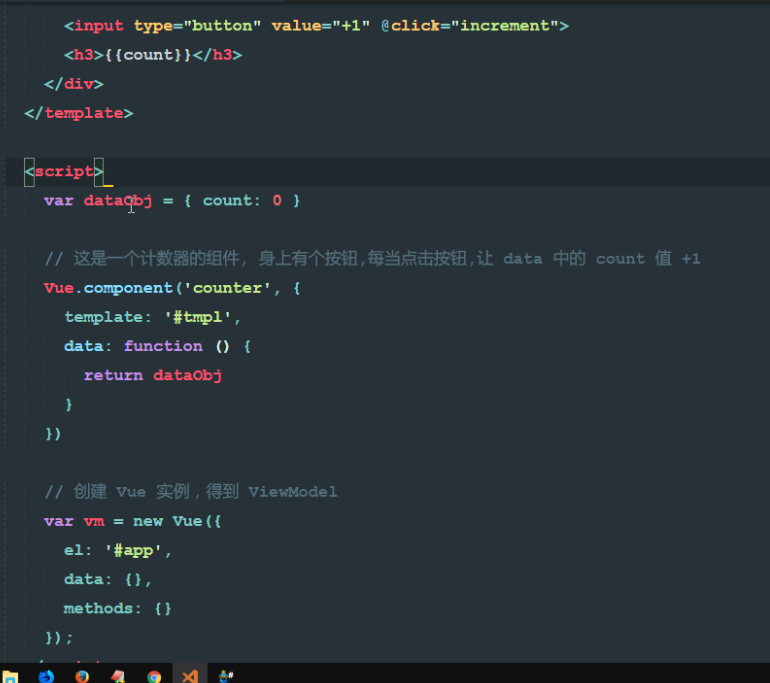 <input type="button" value="+1" @click="increment">
<h3>{{count}}</h3>
</div>
</template>
<script>
var dataObj = { count: 0 }
// 这是一个计数器的组件, 身上有个按钮,每当点击按钮,让 data 中的 count 值 +1
Vue.component('counter', {
template: '#tmpl',
data: function () {
return dataObj
}
})
// 创建 Vue 实例,得到 ViewModel
var vm = new Vue({
el: '#app',
data: {},
methods: {}
});